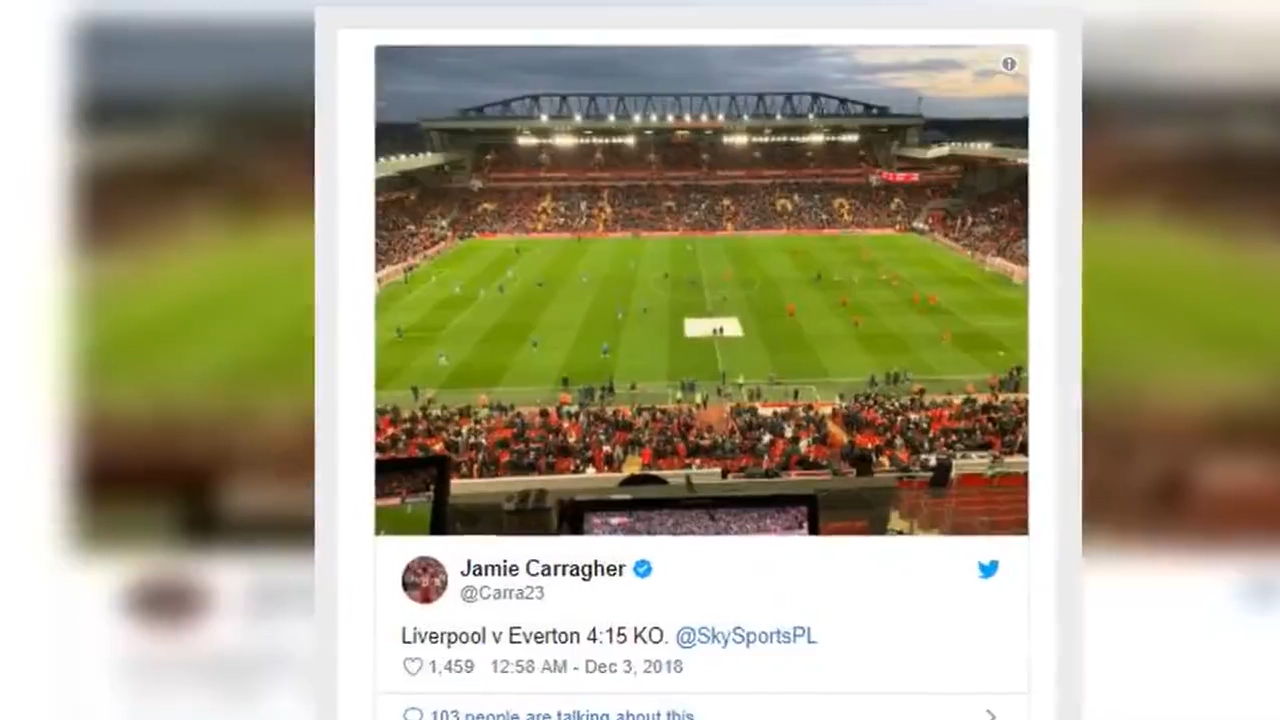 Jamie Carragher
@Carra23
Liverpool v Everton 4:15 KO. @SkySportsPL
1,459 12:58 AM - Dec 3, 2018
103 people are talking about this